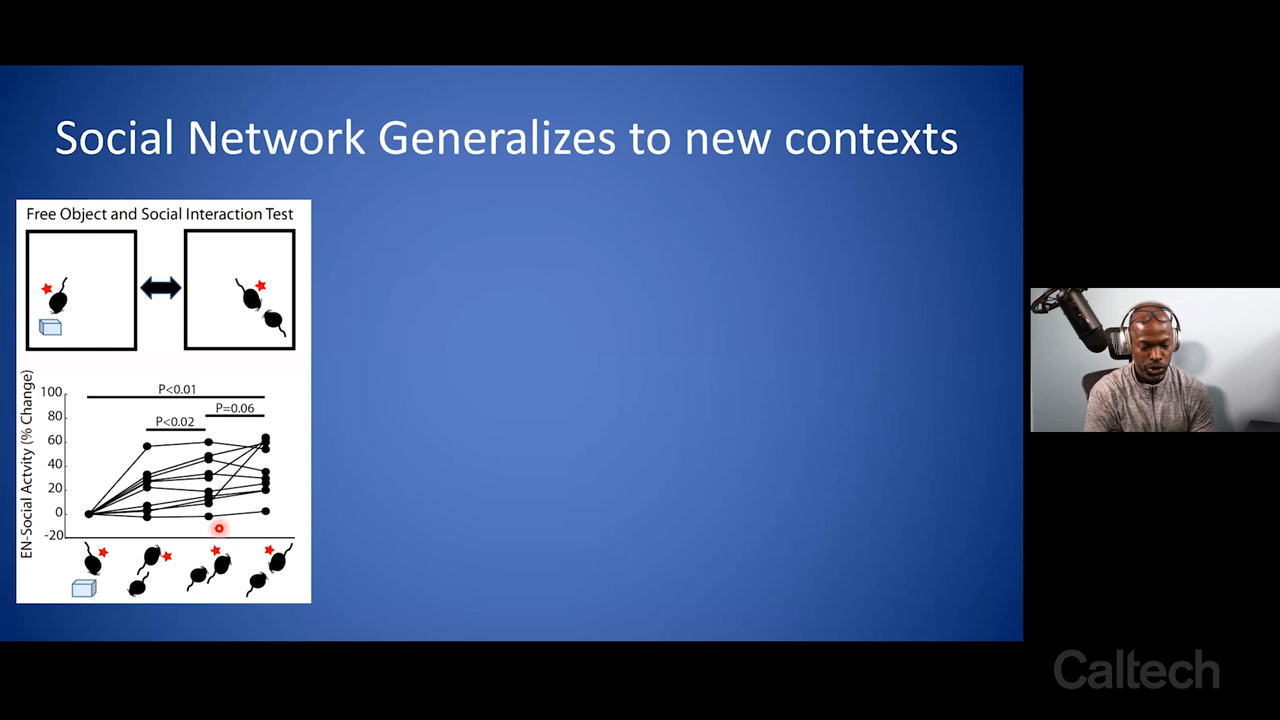 Social Network Generalizes to new contexts
Free Object and Social Interaction Test
EN-Social Actvity (% Change)
100
80
60
40
20
0
-20
P<0.01
P=0.06
P<0.02
Caltech